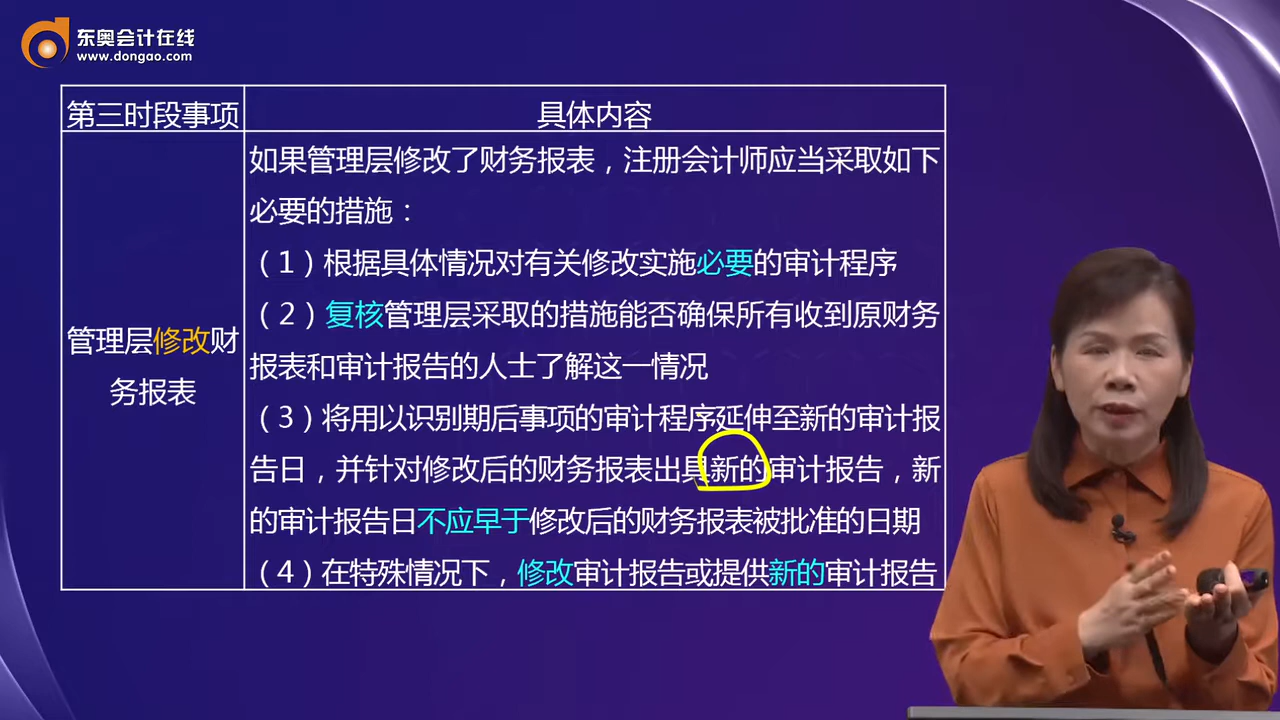 东奥会计在线
www.dongao.com
第三时段事项
具体内容
管理层修改财
务报表
如果管理层修改了财务报表，注册会计师应当采取如下
必要的措施：
（1）根据具体情况对有关修改实施必要的审计程序
（2）复核管理层采取的措施能否确保所有收到原财务
报表和审计报告的人士了解这一情况
（3）将用以识别期后事项的审计程序延伸至新的审计报
告日，并针对修改后的财务报表出具新的审计报告，新
的审计报告日不应早于修改后的财务报表被批准的日期
（4）在特殊情况下，修改审计报告或提供新的审计报告